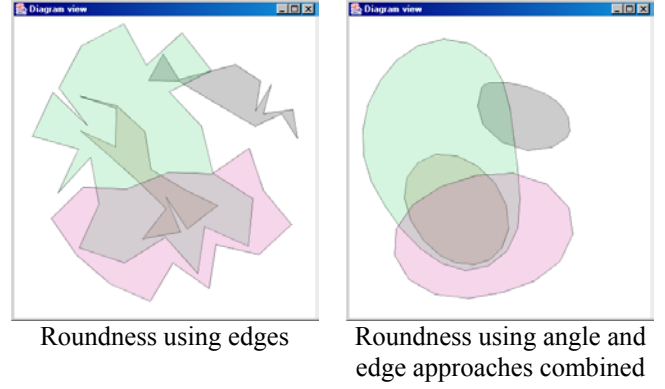 Diagram view
Diagram view
Roundness using edges
Roundness using angle and
edge approaches combined